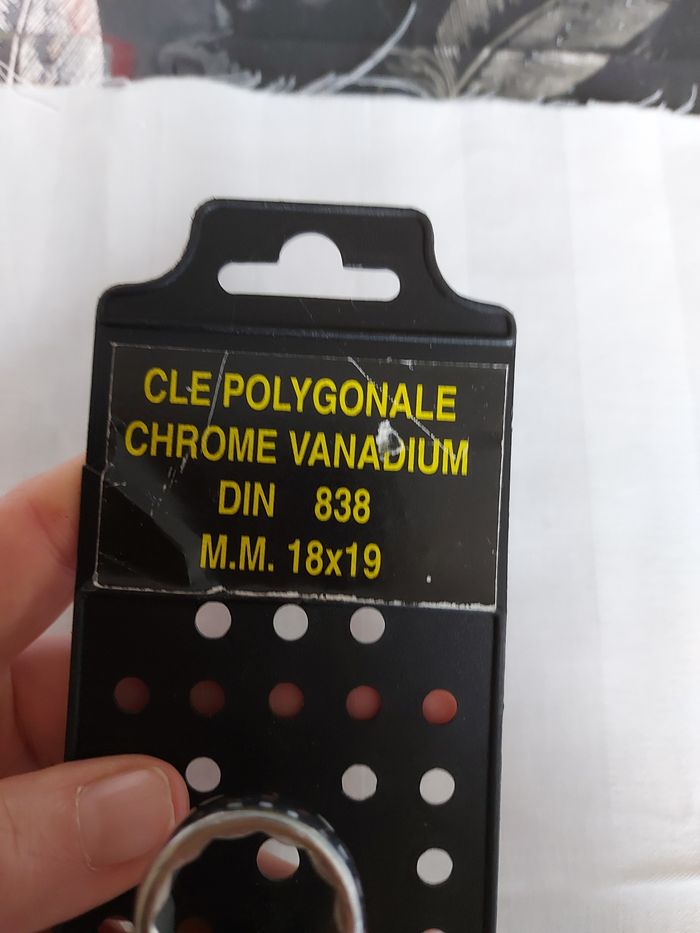 CLE POLYGONALE
CHROME VANADIUM
DIN 838
M.M. 18x19